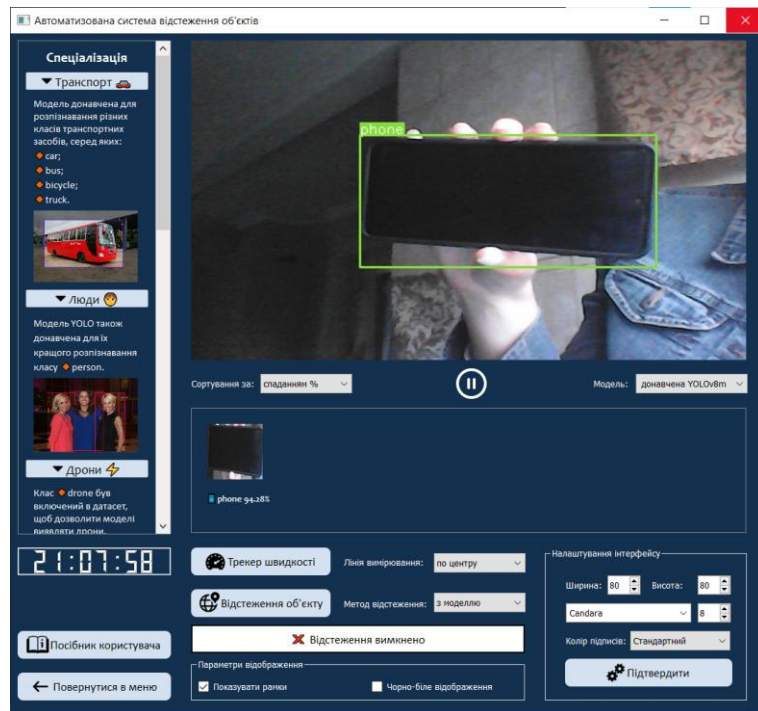 Автоматизована система відстеження об'єктів
Спеціалізація
Транспорт
Модель донавчена для
розпізнавання різних
класів транспортних
засобів, серед яких:
car;
bus;
bicycle;
truck.
Люди
Модель YOLO також
донавчена для їх
кращого розпізнавання
класу person.
Дрони
Клас drone був
включений в датасет,
щоб дозволити моделі
виявляти дрони.
21:07:58
Посібник користувача
Повернутися в меню
phone
Сортування за: спаданням %
Модель: донавчена YOLOv8m
phone 94.28%
Трекер швидкості
Лінія вимірювання: по центру
Відстеження об'єкту
Метод відстеження: з моделлю
Відстеження вимкнено
Параметри відображення
Показувати рамки
Чорно-біле відображення
Налаштування інтерфейсу
Ширина: 80 Висота: 80
Candara 8
Колір підписів: Стандартний
Підтвердити